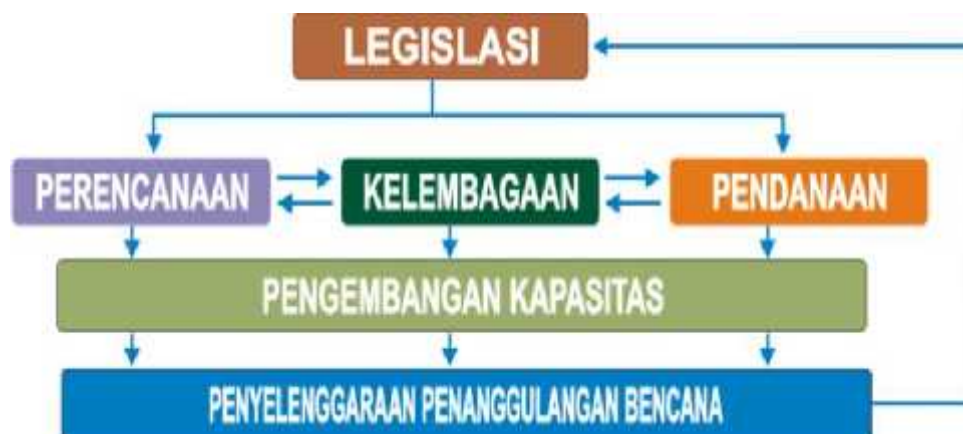 LEGISLASI
PERENCANAAN
KELEMBAGAAN
PENDANAAN
PENGEMBANGAN KAPASITAS
PENYELENGGARAAN PENANGGULANGAN BENCANA